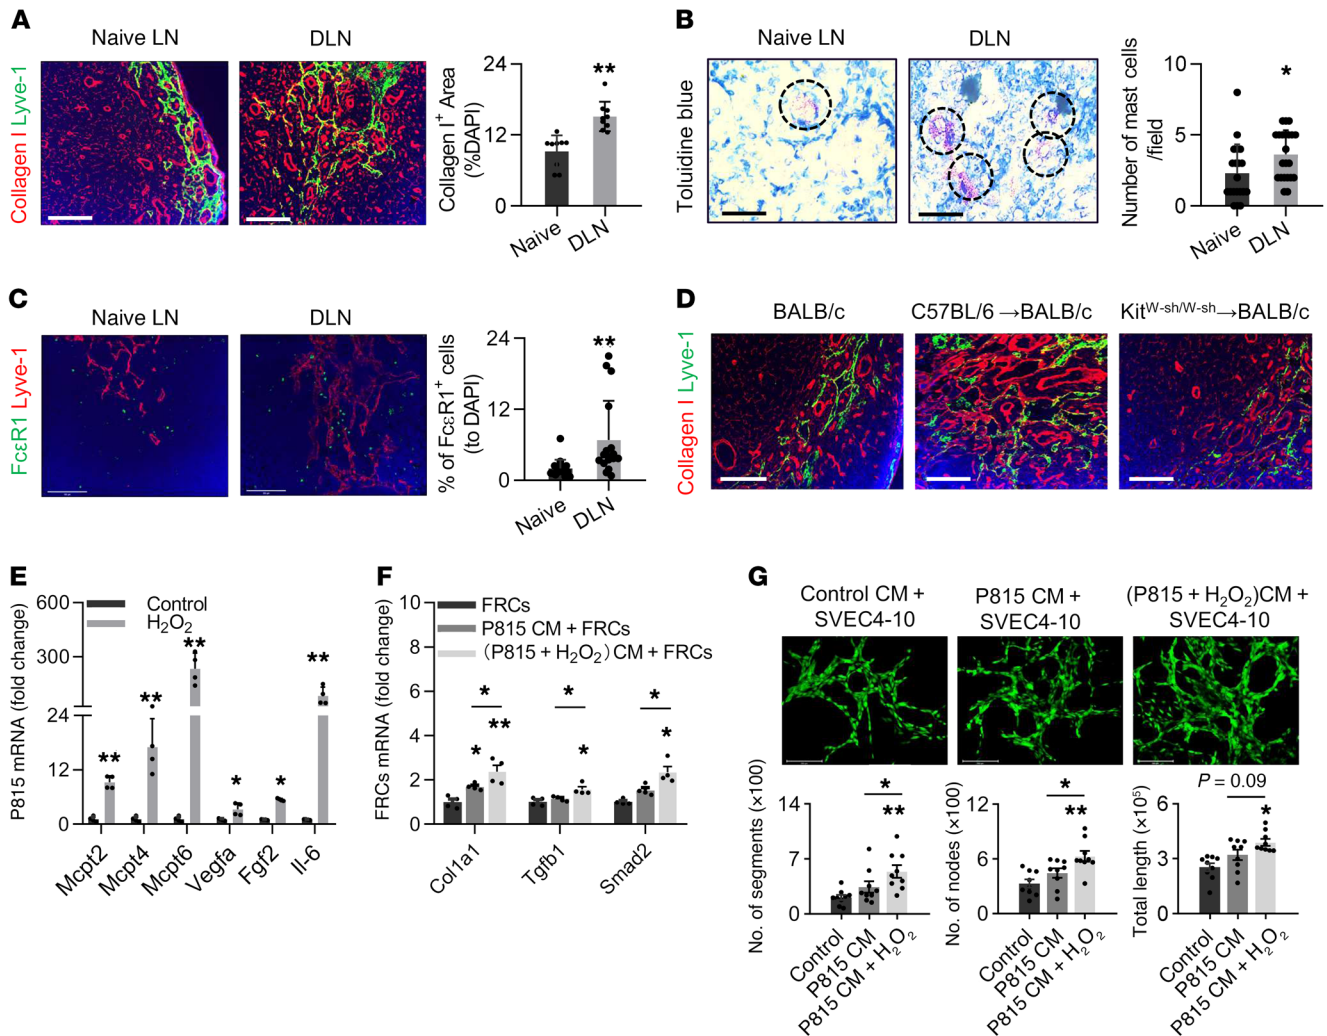 A
Naive LN
DLN
Collagen I Lyve-1
Collagen I+ Area
(%DAPI)
24
12
0
**
Naive
DLN
B
Naive LN
DLN
Toluidine blue
Number of mast cells
/field
10
5
0
*
Naive
DLN
C
Naive LN
DLN
FcεR1 Lyve-1
% of FcεR1+ cells
(to DAPI)
24
12
0
**
Naive
DLN
D
BALB/c
C57BL/6 →BALB/c
KitW-sh/W-sh→BALB/c
Collagen I Lyve-1
E
P815 mRNA (fold change)
600
300
24
12
0
Control
H2O2
**
**
**
*
*
**
Mcpt2
Mcpt4
Mcpt6
Vegfa
Fgf2
Il-6
F
FRCs mRNA (fold change)
10
8
6
4
2
0
FRCs
P815 CM + FRCs
(P815 + H2O2) CM + FRCs
*
*
**
*
*
*
*
Col1a1
Tgfb1
Smad2
G
Control CM +
SVEC4-10
P815 CM +
SVEC4-10
(P815 + H2O2)CM +
SVEC4-10
No. of segments (×100)
14
7
0
*
**
Control
P815 CM
P815 CM + H2O2
No. of nodes (×100)
12
6
0
*
**
Control
P815 CM
P815 CM + H2O2
Total length (×105)
6
3
0
P = 0.09
*
Control
P815 CM
P815 CM + H2O2